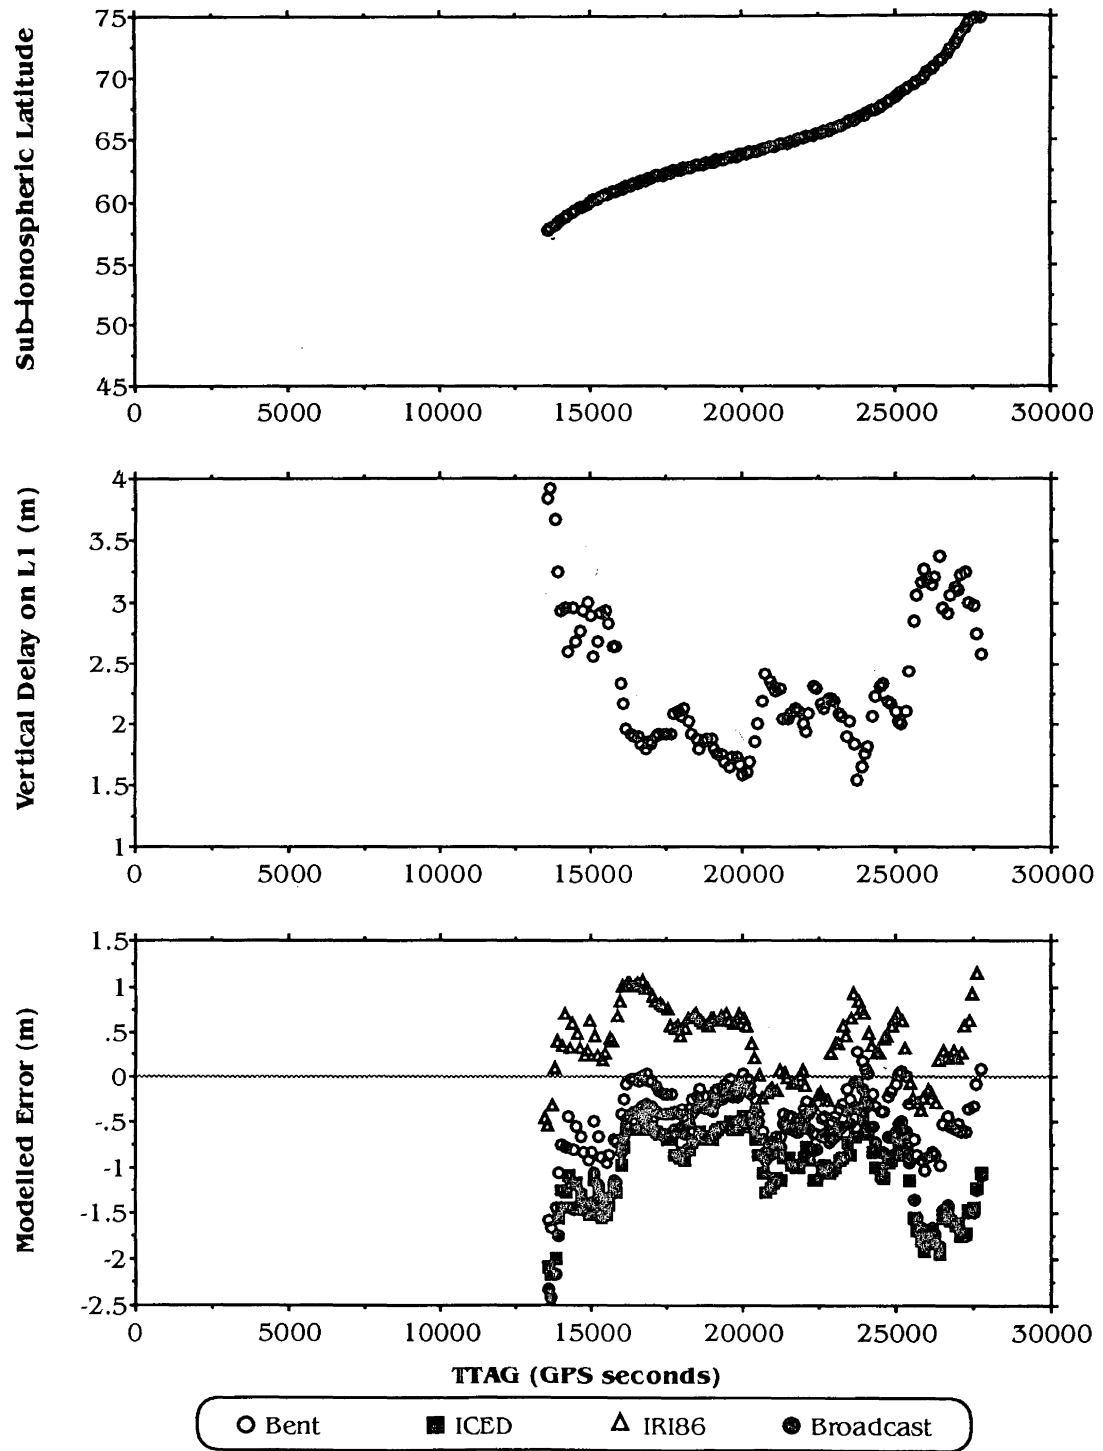 Sub-ionospheric Latitude
75
70
65
60
55
50
45
0 5000 10000 15000 20000 25000 30000
Vertical Delay on L1 (m)
4
3.5
3
2.5
2
1.5
1
0 5000 10000 15000 20000 25000 30000
Modelled Error (m)
1.5
1
.5
0
-.5
-1
-1.5
-2
-2.5
0 5000 10000 15000 20000 25000 30000
TTAG (GPS seconds)
Bent ICED IRI86 Broadcast